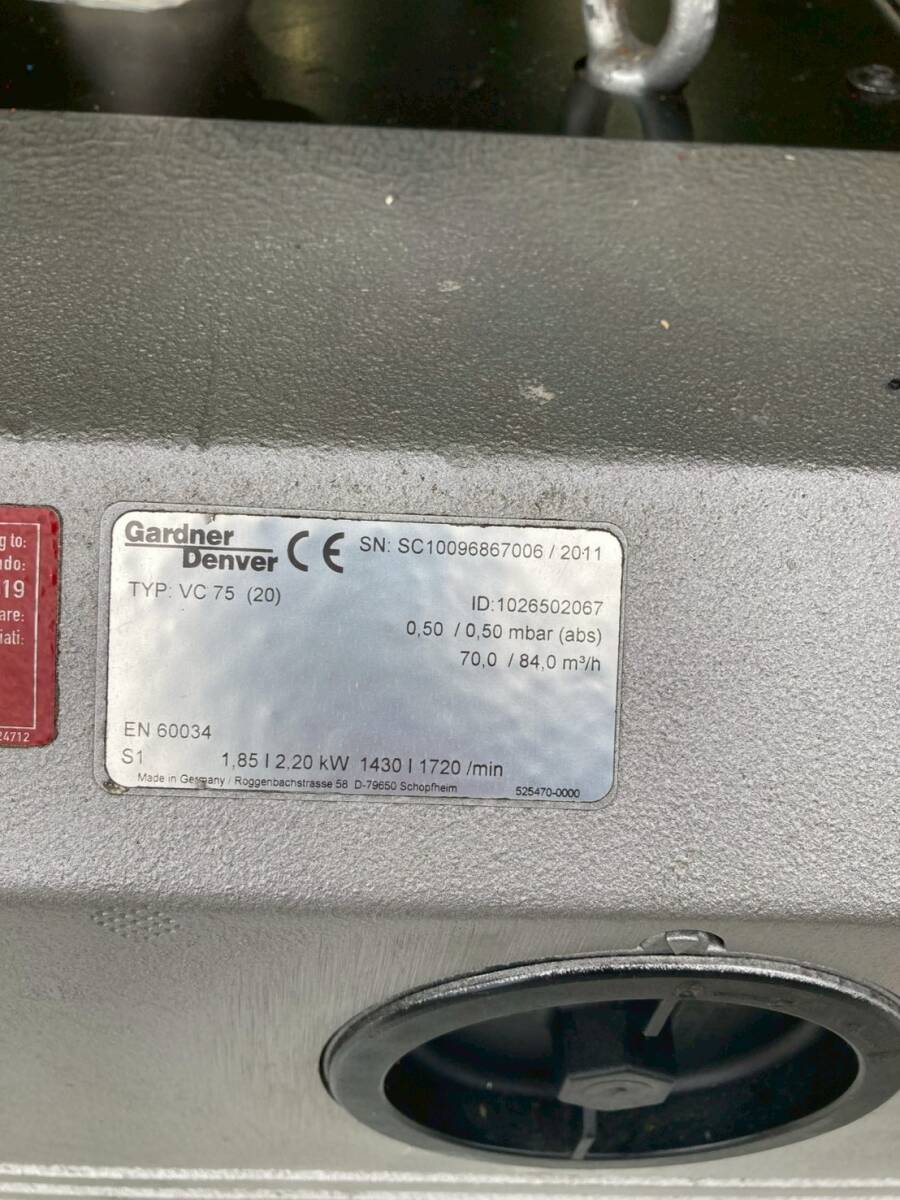 Gardner
Denver CE SN: SC10096867006 / 2011
TYP: VC 75 (20)
ID:1026502067
0,50 / 0,50 mbar (abs)
70,0 / 84,0 m³/h
EN 60034
S1 1,85 I 2,20 kW 1430 I 1720 /min
Made in Germany / Roggenbachstrasse 58 D-79650 Schopfheim 525470-0000
g to:
do:
19
are:
iati:
24712